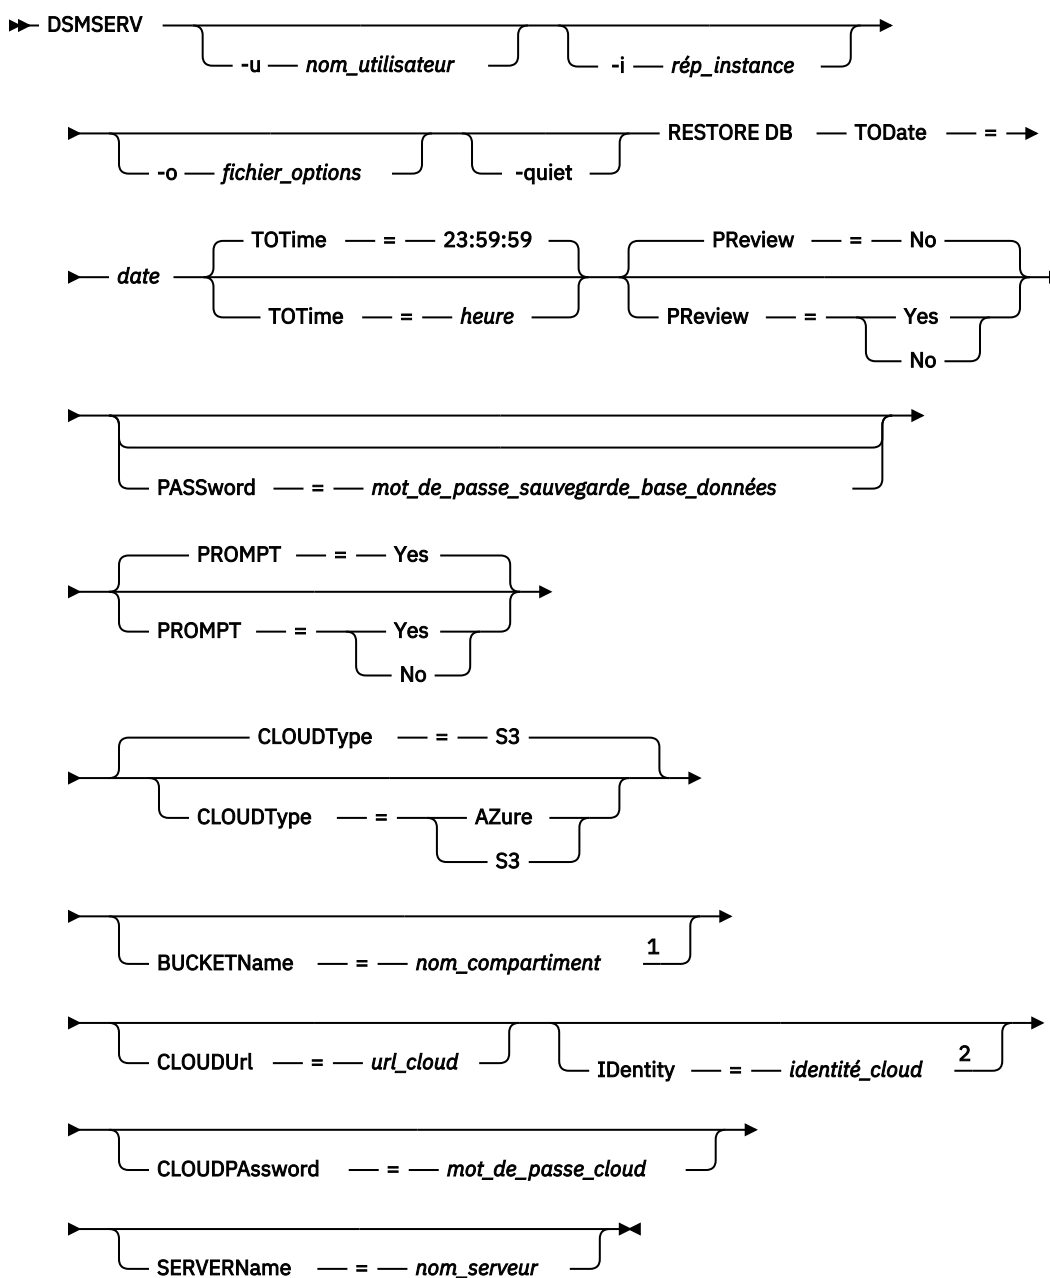 DSMSERV
-u nom_utilisateur -i rép_instance
RESTORE DB TODate =
-o fichier_options -quiet
TOTime = 23:59:59 PReview = No
date
TOTime = heure PReview = Yes
No
PASSword = mot_de_passe_sauvegarde_base_données
PROMPT = Yes
PROMPT = Yes
No
CLOUDType = S3
CLOUDType = AZure
S3
BUCKETName = nom_compartiment 1
CLOUDUrl = url_cloud IDentity = identité_cloud 2
CLOUDPAssword = mot_de_passe_cloud
SERVERName = nom_serveur